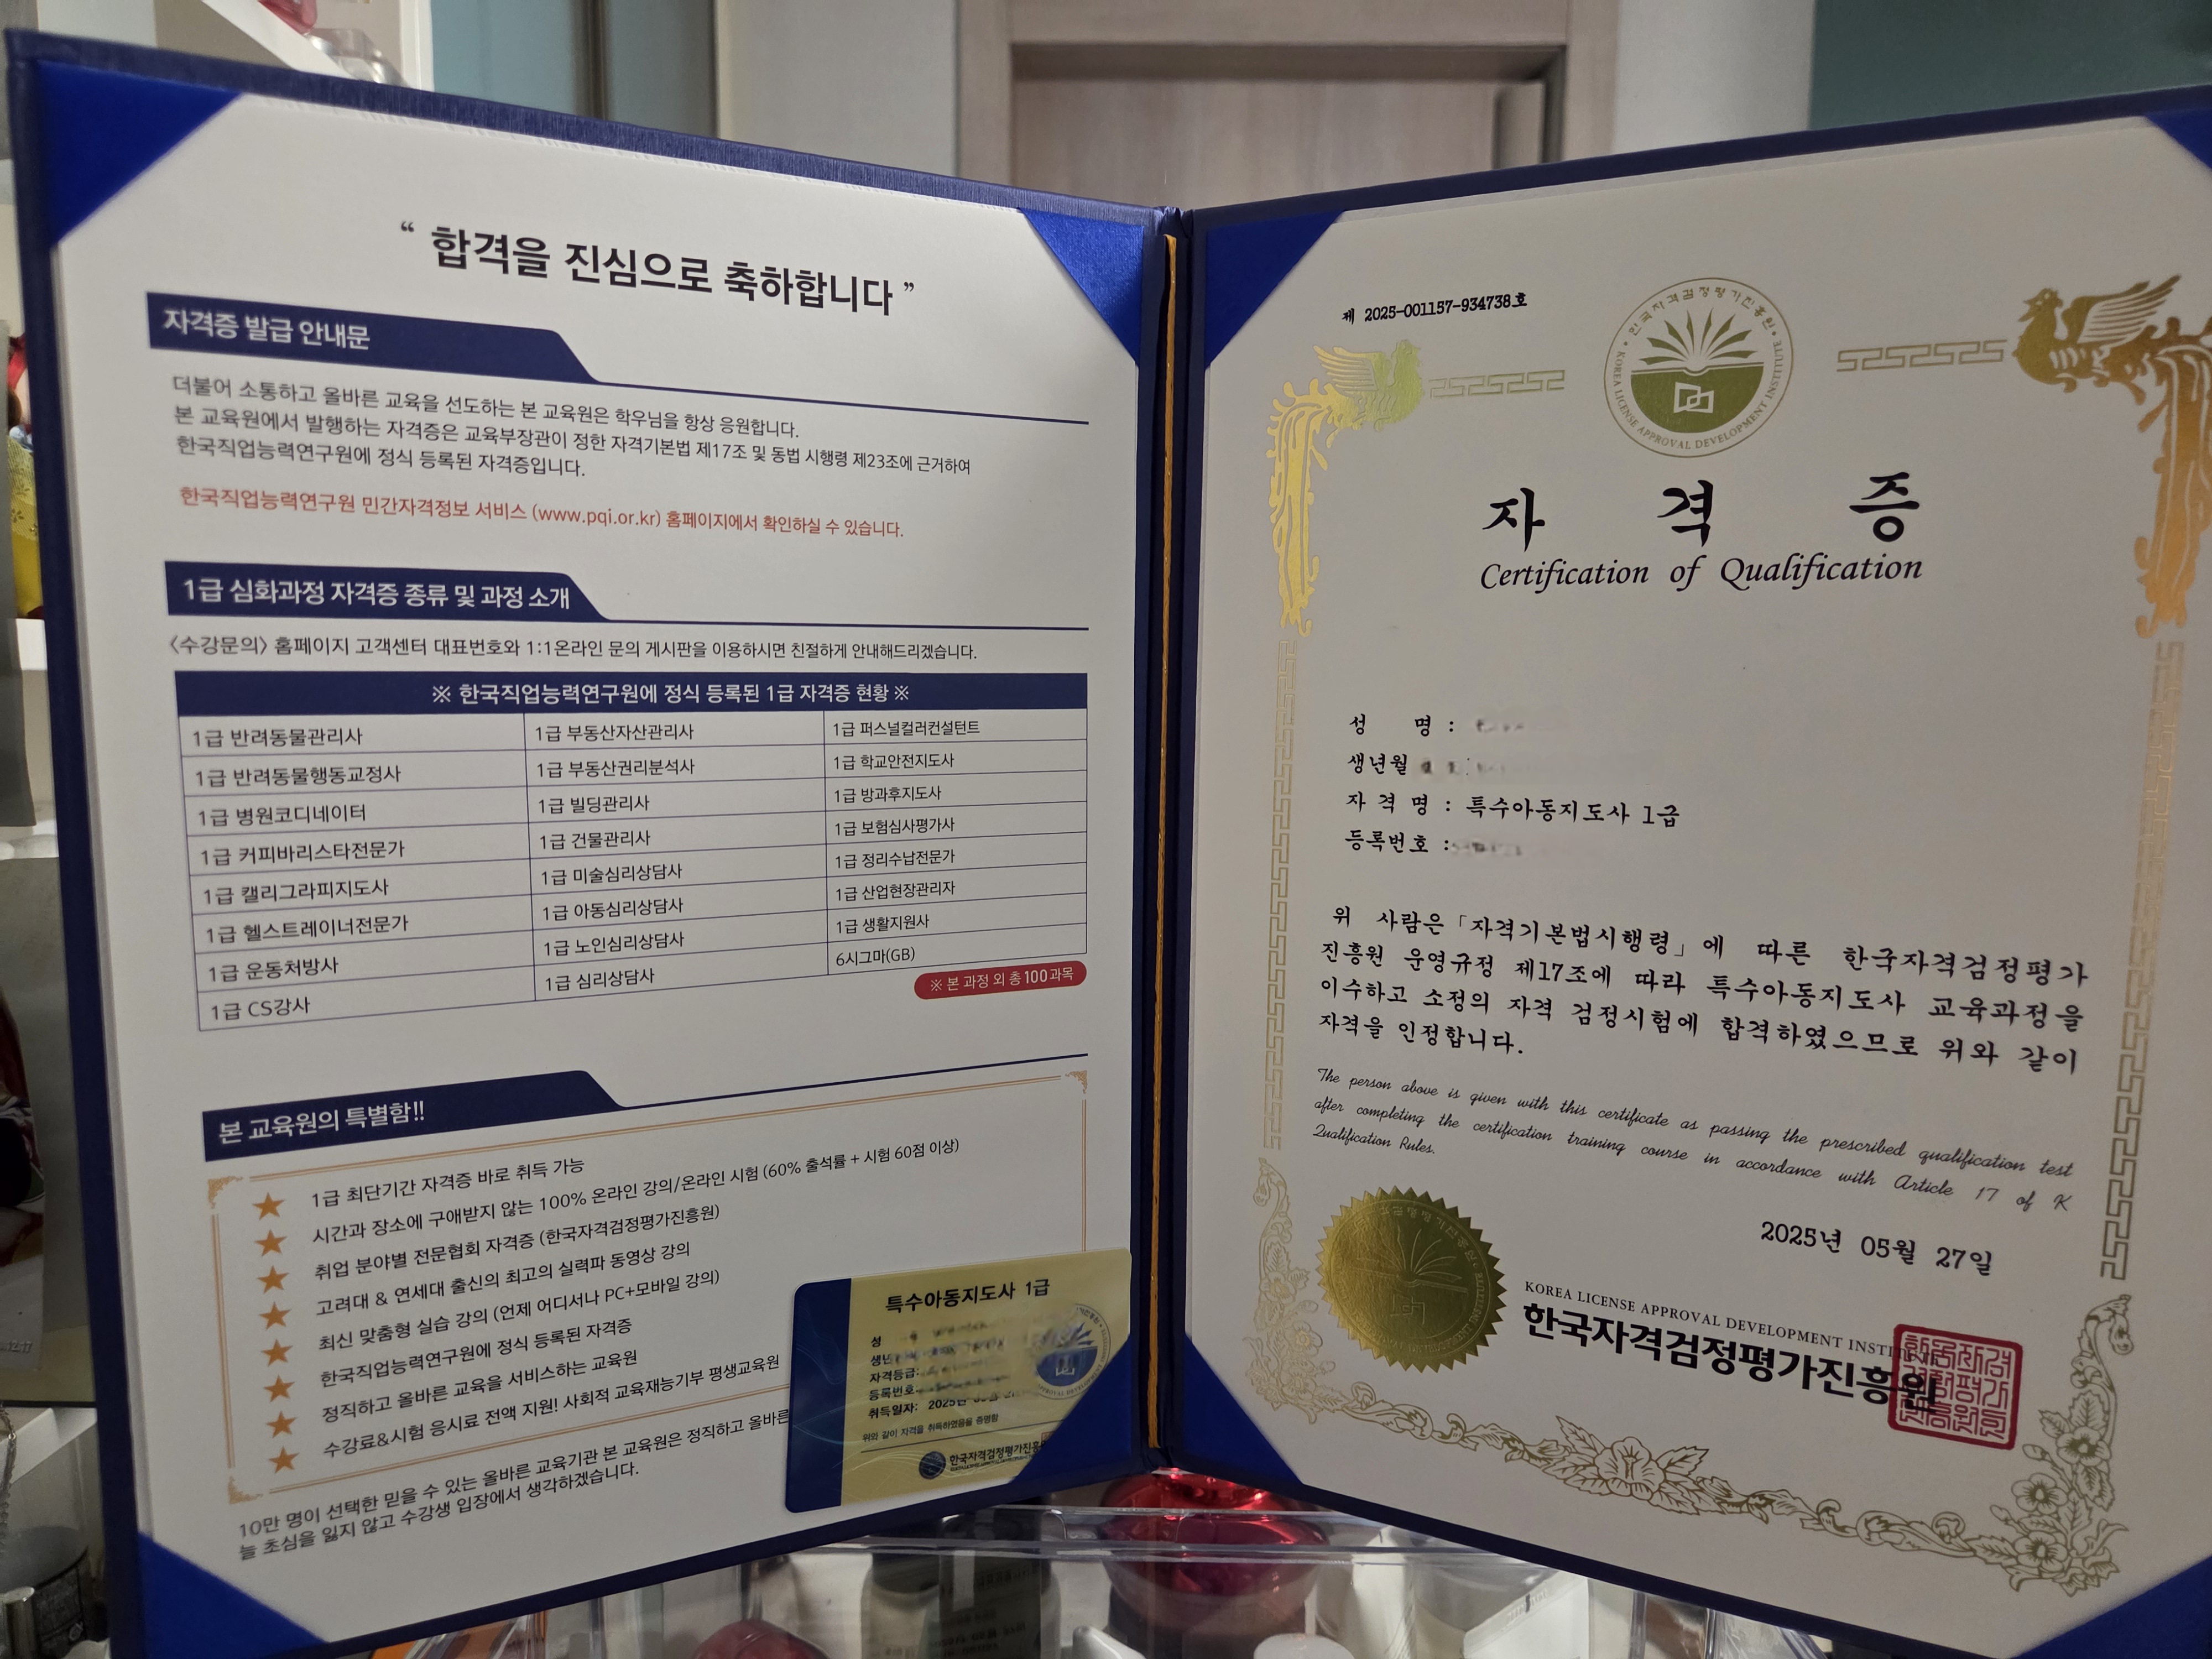 “ 합격을 진심으로 축하합니다 ”
자격증 발급 안내문
더불어 소통하고 올바른 교육을 선도하는 본 교육원은 학우님을 항상 응원합니다.
본 교육원에서 발행하는 자격증은 교육부장관이 정한 자격기본법 제17조 및 동법 시행령 제23조에 근거하여
한국직업능력연구원에 정식 등록된 자격증입니다.
한국직업능력연구원 민간자격정보 서비스 (www.pqi.or.kr) 홈페이지에서 확인하실 수 있습니다.
1급 심화과정 자격증 종류 및 과정 소개
<수강문의> 홈페이지 고객센터 대표번호와 1:1온라인 문의 게시판을 이용하시면 친절하게 안내해드리겠습니다.
※ 한국직업능력연구원에 정식 등록된 1급 자격증 현황 ※
1급 반려동물관리사 1급 부동산자산관리사 1급 퍼스널컬러컨설턴트
1급 반려동물행동교정사 1급 부동산권리분석사 1급 학교안전지도사
1급 병원코디네이터 1급 빌딩관리사 1급 방과후지도사
1급 커피바리스타전문가 1급 건물관리사 1급 보험심사평가사
1급 캘리그라피지도사 1급 미술심리상담사 1급 정리수납전문가
1급 헬스트레이너전문가 1급 아동심리상담사 1급 산업현장관리자
1급 운동처방사 1급 노인심리상담사 1급 생활지원사
1급 CS강사 1급 심리상담사 6시그마(GB)
※ 본 과정 외 총 100과목
본 교육원의 특별함!!
1급 최단기간 자격증 바로 취득 가능
시간과 장소에 구애받지 않는 100% 온라인 강의/온라인 시험 (60% 출석률 + 시험 60점 이상)
취업 분야별 전문협회 자격증 (한국자격검정평가진흥원)
고려대 & 연세대 출신의 최고의 실력파 동영상 강의
최신 맞춤형 실습 강의 (언제 어디서나 PC+모바일 강의)
한국직업능력연구원에 정식 등록된 자격증
정직하고 올바른 교육을 서비스하는 교육원
수강료&시험 응시료 전액 지원! 사회적 교육재능기부 평생교육원
10만 명이 선택한 믿을 수 있는 올바른 교육기관 본 교육원은 정직하고 올바른
늘 초심을 잃지 않고 수강생 입장에서 생각하겠습니다.
특수아동지도사 1급
성
생년
자격등급:
등록번호:
취득일자: 2025년
위와 같이 자격을 취득하였음을 증명함
한국자격검정평가진흥
제 2025-001157-934738호
한국자격검정평가진흥원
KOREA LICENSE APPROVAL DEVELOPMENT INSTITUTE
자 격 증
Certification of Qualification
성 명 :
생년월
자 격 명 : 특수아동지도사 1급
등록번호 :
위 사람은 「자격기본법시행령」에 따른 한국자격검정평가
진흥원 운영규정 제17조에 따라 특수아동지도사 교육과정을
이수하고 소정의 자격 검정시험에 합격하였으므로 위와 같이
자격을 인정합니다.
The person above is given with this certificate as passing the prescribed qualification test
after completing the certification training course in accordance with Article 17 of K
Qualification Rules.
2025년 05월 27일
KOREA LICENSE APPROVAL DEVELOPMENT INSTITUTE
한국자격검정평가진흥원